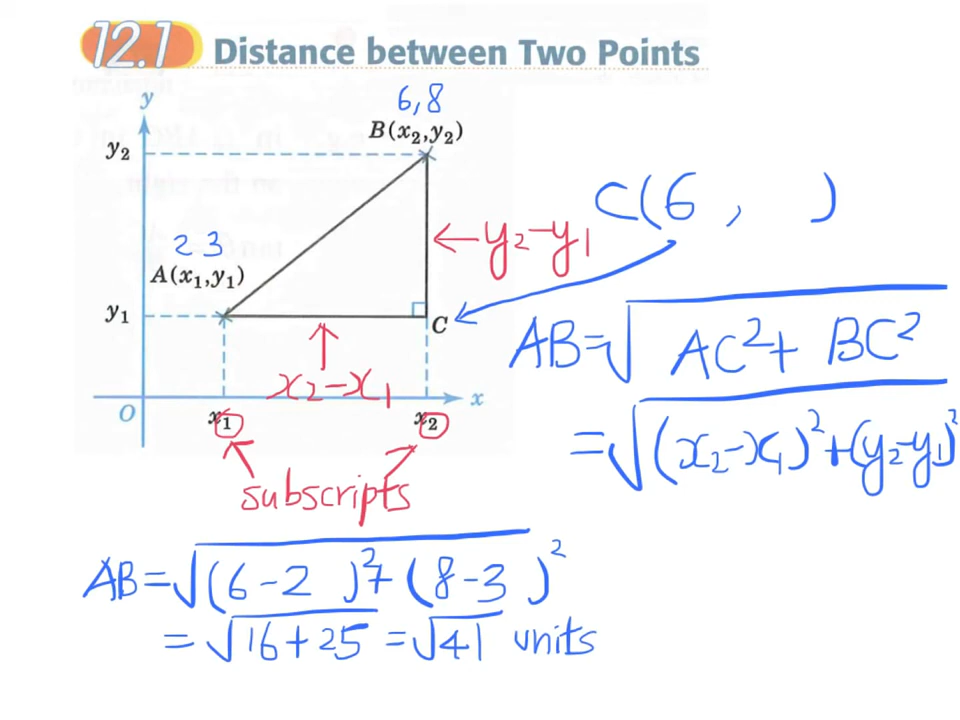 12.1 Distance between Two Points
y
6,8
B(x₂,y₂)
y₂
C(6 , )
←y₂-y₁
2 3
A(x₁,y₁)
y₁
C
AB=√AC²+ BC²
x₂-x₁
O
x₁
x₂
x
=√(x₂-x₁)²+(y₂-y₁)²
subscripts
AB=√(6-2 )²+(8-3 )²
=√16+25 =√41 units